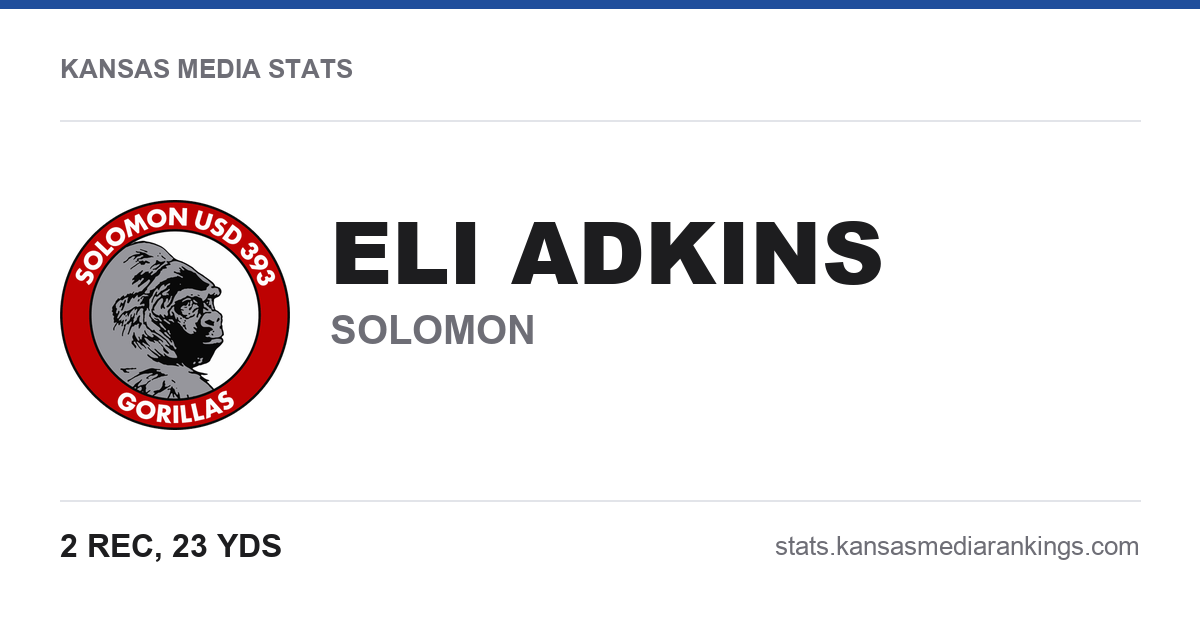 KANSAS MEDIA STATS
SOLOMON USD 393
GORILLAS
ELI ADKINS
SOLOMON
2 REC, 23 YDS
stats.kansasmediarankings.com